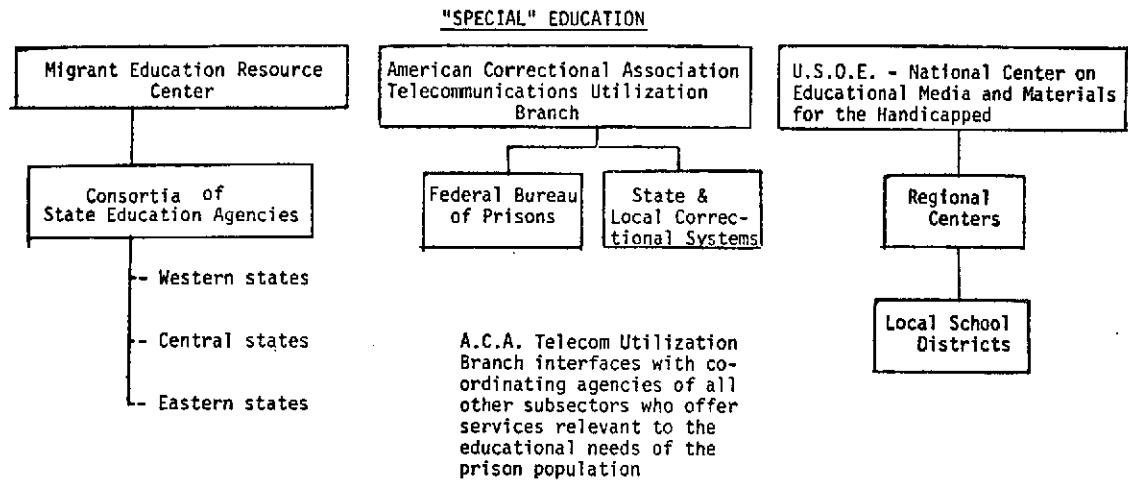 "SPECIAL" EDUCATION
Migrant Education Resource
Center
Consortia of
State Education Agencies
-- Western states
-- Central states
-- Eastern states
American Correctional Association
Telecommunications Utilization
Branch
Federal Bureau
of Prisons
State &
Local Correc-
tional Systems
A.C.A. Telecom Utilization
Branch interfaces with co-
ordinating agencies of all
other subsectors who offer
services relevant to the
educational needs of the
prison population
U.S.O.E. - National Center on
Educational Media and Materials
for the Handicapped
Regional
Centers
Local School
Districts